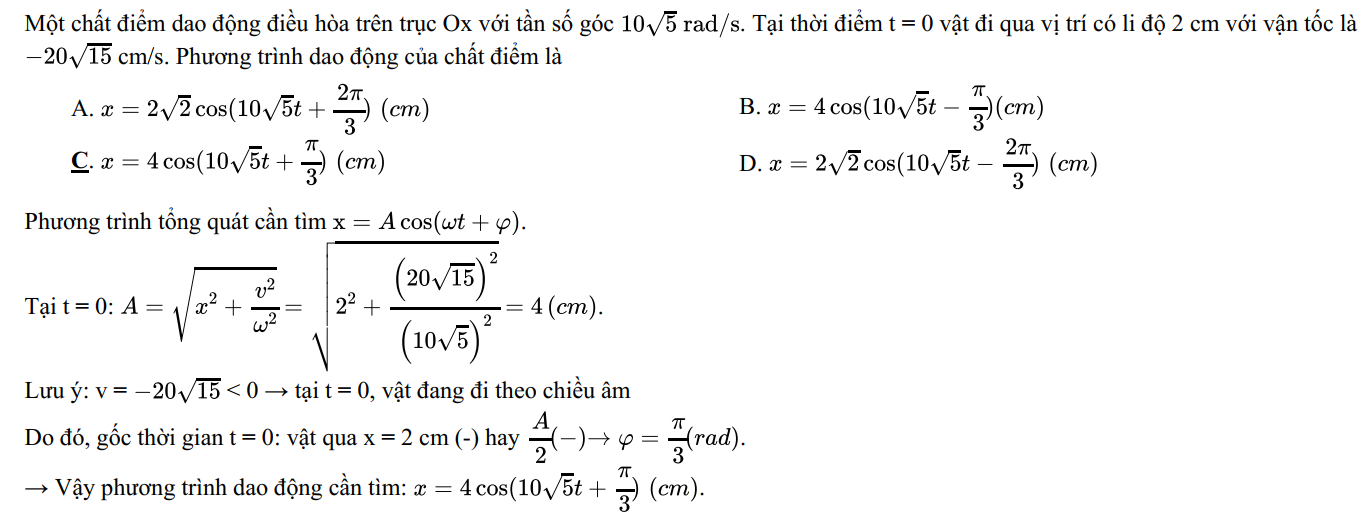 Một chất điểm dao động điều hòa trên trục Ox với tần số góc $10\sqrt{5}$ rad/s. Tại thời điểm t = 0 vật đi qua vị trí có li độ 2 cm với vận tốc là
$-20\sqrt{15}$ cm/s. Phương trình dao động của chất điểm là
A. $x = 2\sqrt{2}\cos(10\sqrt{5}t + \frac{2\pi}{3})\ (cm)$
B. $x = 4\cos(10\sqrt{5}t - \frac{\pi}{3})(cm)$
C. $x = 4\cos(10\sqrt{5}t + \frac{\pi}{3})\ (cm)$
D. $x = 2\sqrt{2}\cos(10\sqrt{5}t - \frac{2\pi}{3})\ (cm)$
Phương trình tổng quát cần tìm $x = A\cos(\omega t + \varphi)$.
Tại t = 0: $A = \sqrt{x^2 + \frac{v^2}{\omega^2}} = \sqrt{2^2 + \frac{(20\sqrt{15})^2}{(10\sqrt{5})^2}} = 4\,(cm)$.
Lưu ý: v = $-20\sqrt{15}$ < 0 → tại t = 0, vật đang đi theo chiều âm
Do đó, gốc thời gian t = 0: vật qua x = 2 cm (-) hay $\frac{A}{2}(-) \rightarrow \varphi = \frac{\pi}{3}(rad)$.
→ Vậy phương trình dao động cần tìm: $x = 4\cos(10\sqrt{5}t + \frac{\pi}{3})\ (cm)$.